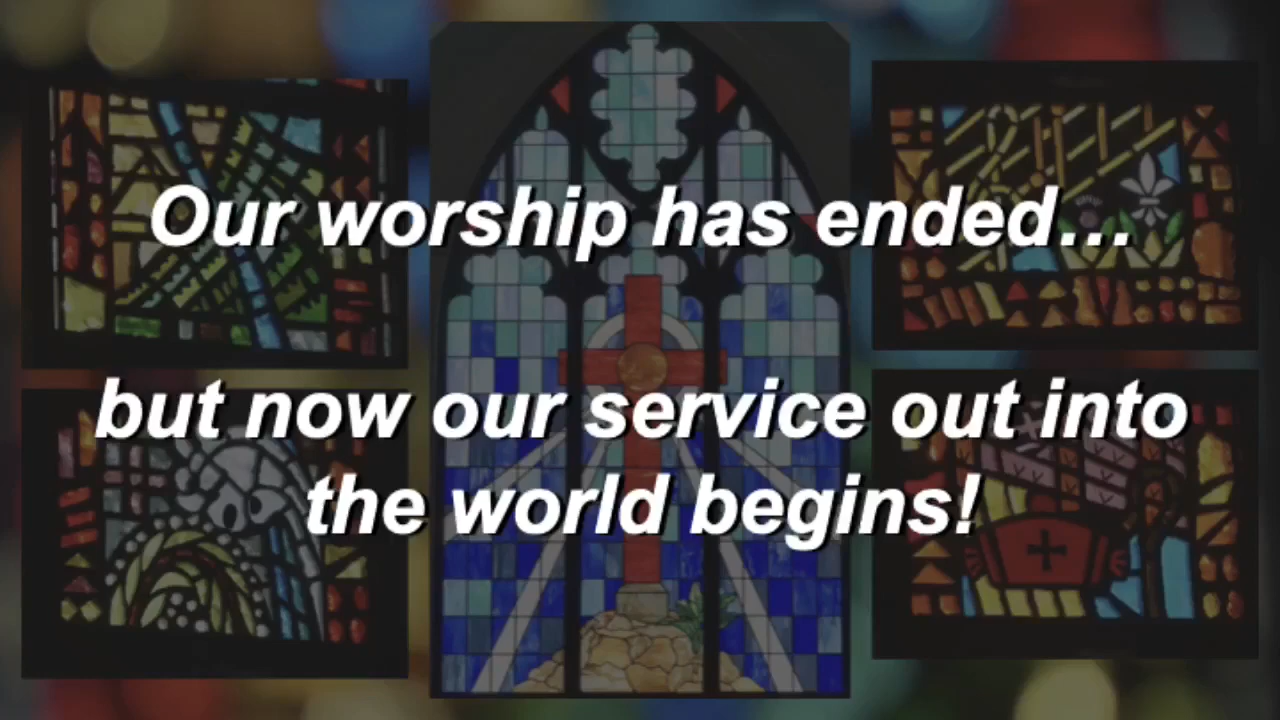 Our worship has ended…
but now our service out into
the world begins!